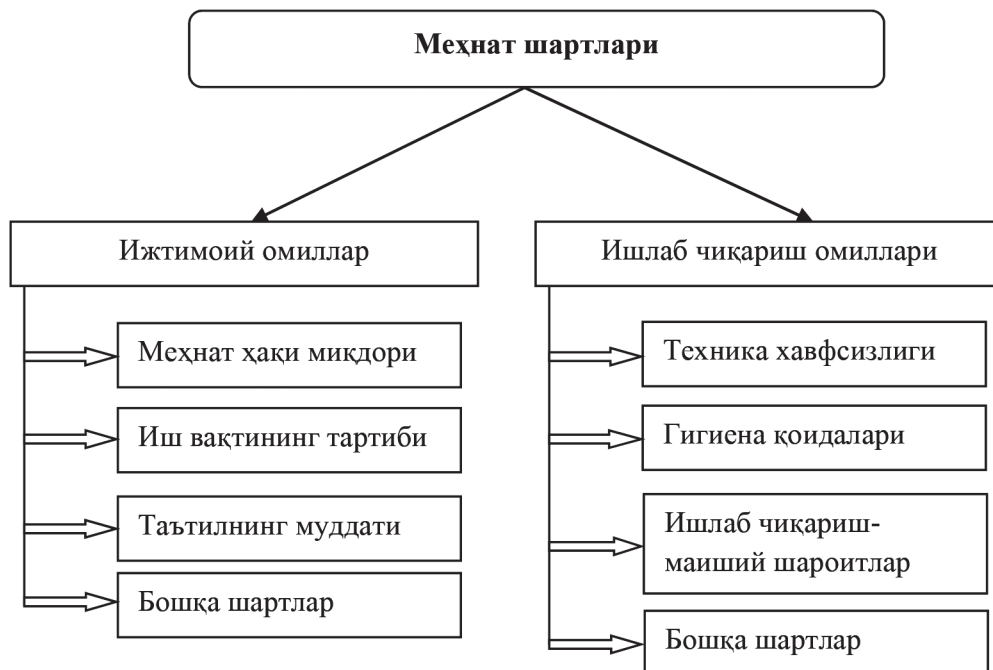 Меҳнат шартлари
Ижтимоий омиллар
Меҳнат ҳақи миқдори
Иш вақтининг тартиби
Таътилнинг муддати
Бошқа шартлар
Ишлаб чиқариш омиллари
Техника хавфсизлиги
Гигиена қоидалари
Ишлаб чиқариш-
маиший шароитлар
Бошқа шартлар